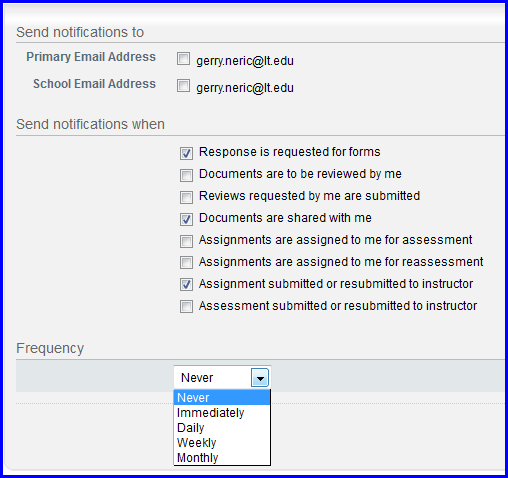 Send notifications to
Primary Email Address gerry.neric@lt.edu
School Email Address gerry.neric@lt.edu
Send notifications when
Response is requested for forms
Documents are to be reviewed by me
Reviews requested by me are submitted
Documents are shared with me
Assignments are assigned to me for assessment
Assignments are assigned to me for reassessment
Assignment submitted or resubmitted to instructor
Assessment submitted or resubmitted to instructor
Frequency
Never
Never
Immediately
Daily
Weekly
Monthly